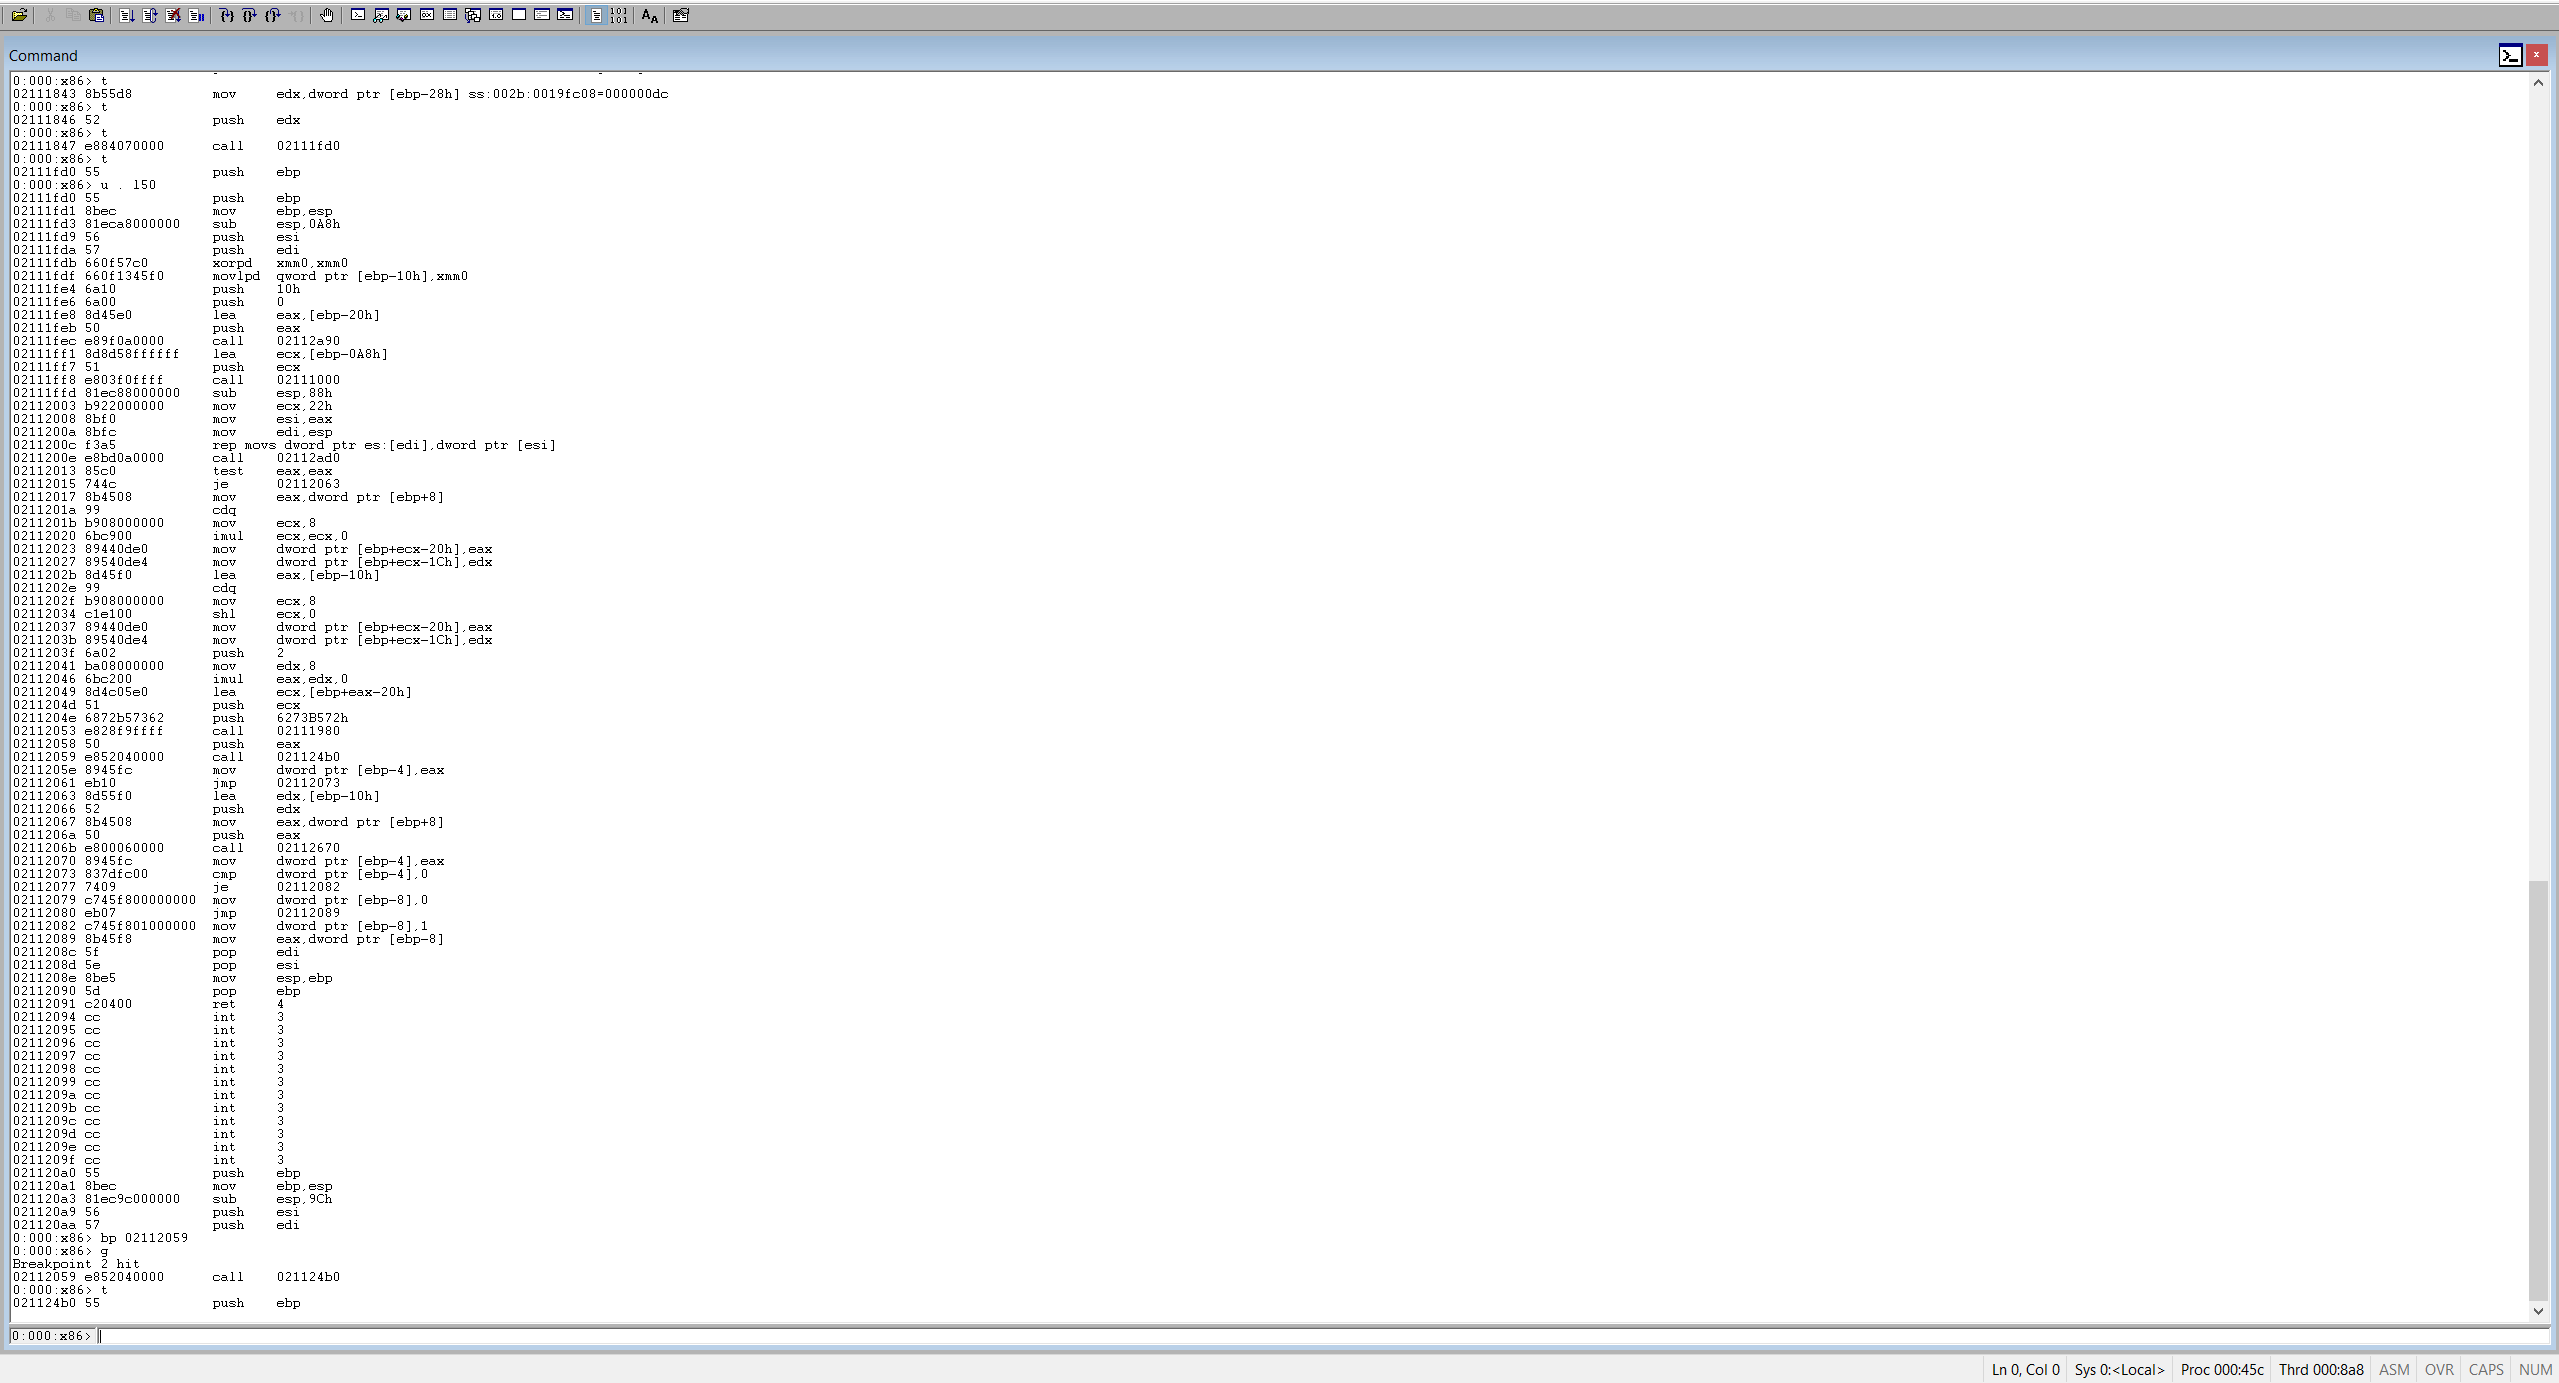 101
101
AA
Command
0:000:x86> t
02111843 8b55d8          mov     edx,dword ptr [ebp-28h] ss:002b:0019fc08=000000dc
0:000:x86> t
02111846 52              push    edx
0:000:x86> t
02111847 e884070000      call    02111fd0
0:000:x86> t
02111fd0 55              push    ebp
0:000:x86> u . l50
02111fd0 55              push    ebp
02111fd1 8bec            mov     ebp,esp
02111fd3 81eca8000000    sub     esp,0A8h
02111fd9 56              push    esi
02111fda 57              push    edi
02111fdb 660f57c0        xorpd   xmm0,xmm0
02111fdf 660f1345f0      movlpd  qword ptr [ebp-10h],xmm0
02111fe4 6a10            push    10h
02111fe6 6a00            push    0
02111fe8 8d45e0          lea     eax,[ebp-20h]
02111feb 50              push    eax
02111fec e89f0a0000      call    02112a90
02111ff1 8d8d58ffffff    lea     ecx,[ebp-0A8h]
02111ff7 51              push    ecx
02111ff8 e803f0ffff      call    02111000
02111ffd 81ec88000000    sub     esp,88h
02112003 b922000000      mov     ecx,22h
02112008 8bf0            mov     esi,eax
0211200a 8bfc            mov     edi,esp
0211200c f3a5            rep movs dword ptr es:[edi],dword ptr [esi]
0211200e e8bd0a0000      call    02112ad0
02112013 85c0            test    eax,eax
02112015 744c            je      02112063
02112017 8b4508          mov     eax,dword ptr [ebp+8]
0211201a 99              cdq
0211201b b908000000      mov     ecx,8
02112020 6bc900          imul    ecx,ecx,0
02112023 89440de0        mov     dword ptr [ebp+ecx-20h],eax
02112027 89540de4        mov     dword ptr [ebp+ecx-1Ch],edx
0211202b 8d45f0          lea     eax,[ebp-10h]
0211202e 99              cdq
0211202f b908000000      mov     ecx,8
02112034 c1e100          shl     ecx,0
02112037 89440de0        mov     dword ptr [ebp+ecx-20h],eax
0211203b 89540de4        mov     dword ptr [ebp+ecx-1Ch],edx
0211203f 6a02            push    2
02112041 ba08000000      mov     edx,8
02112046 6bc200          imul    eax,edx,0
02112049 8d4c05e0        lea     ecx,[ebp+eax-20h]
0211204d 51              push    ecx
0211204e 6872b57362      push    6273B572h
02112053 e828f9ffff      call    02111980
02112058 50              push    eax
02112059 e852040000      call    021124b0
0211205e 8945fc          mov     dword ptr [ebp-4],eax
02112061 eb10            jmp     02112073
02112063 8d55f0          lea     edx,[ebp-10h]
02112066 52              push    edx
02112067 8b4508          mov     eax,dword ptr [ebp+8]
0211206a 50              push    eax
0211206b e800060000      call    02112670
02112070 8945fc          mov     dword ptr [ebp-4],eax
02112073 837dfc00        cmp     dword ptr [ebp-4],0
02112077 7409            je      02112082
02112079 c745f800000000  mov     dword ptr [ebp-8],0
02112080 eb07            jmp     02112089
02112082 c745f801000000  mov     dword ptr [ebp-8],1
02112089 8b45f8          mov     eax,dword ptr [ebp-8]
0211208c 5f              pop     edi
0211208d 5e              pop     esi
0211208e 8be5            mov     esp,ebp
02112090 5d              pop     ebp
02112091 c20400          ret     4
02112094 cc              int     3
02112095 cc              int     3
02112096 cc              int     3
02112097 cc              int     3
02112098 cc              int     3
02112099 cc              int     3
0211209a cc              int     3
0211209b cc              int     3
0211209c cc              int     3
0211209d cc              int     3
0211209e cc              int     3
0211209f cc              int     3
021120a0 55              push    ebp
021120a1 8bec            mov     ebp,esp
021120a3 81ec9c000000    sub     esp,9Ch
021120a9 56              push    esi
021120aa 57              push    edi
0:000:x86> bp 02112059
0:000:x86> g
Breakpoint 2 hit
02112059 e852040000      call    021124b0
0:000:x86> t
021124b0 55              push    ebp
0:000:x86>
Ln 0, Col 0 Sys 0:<Local> Proc 000:45c Thrd 000:8a8 ASM OVR CAPS NUM